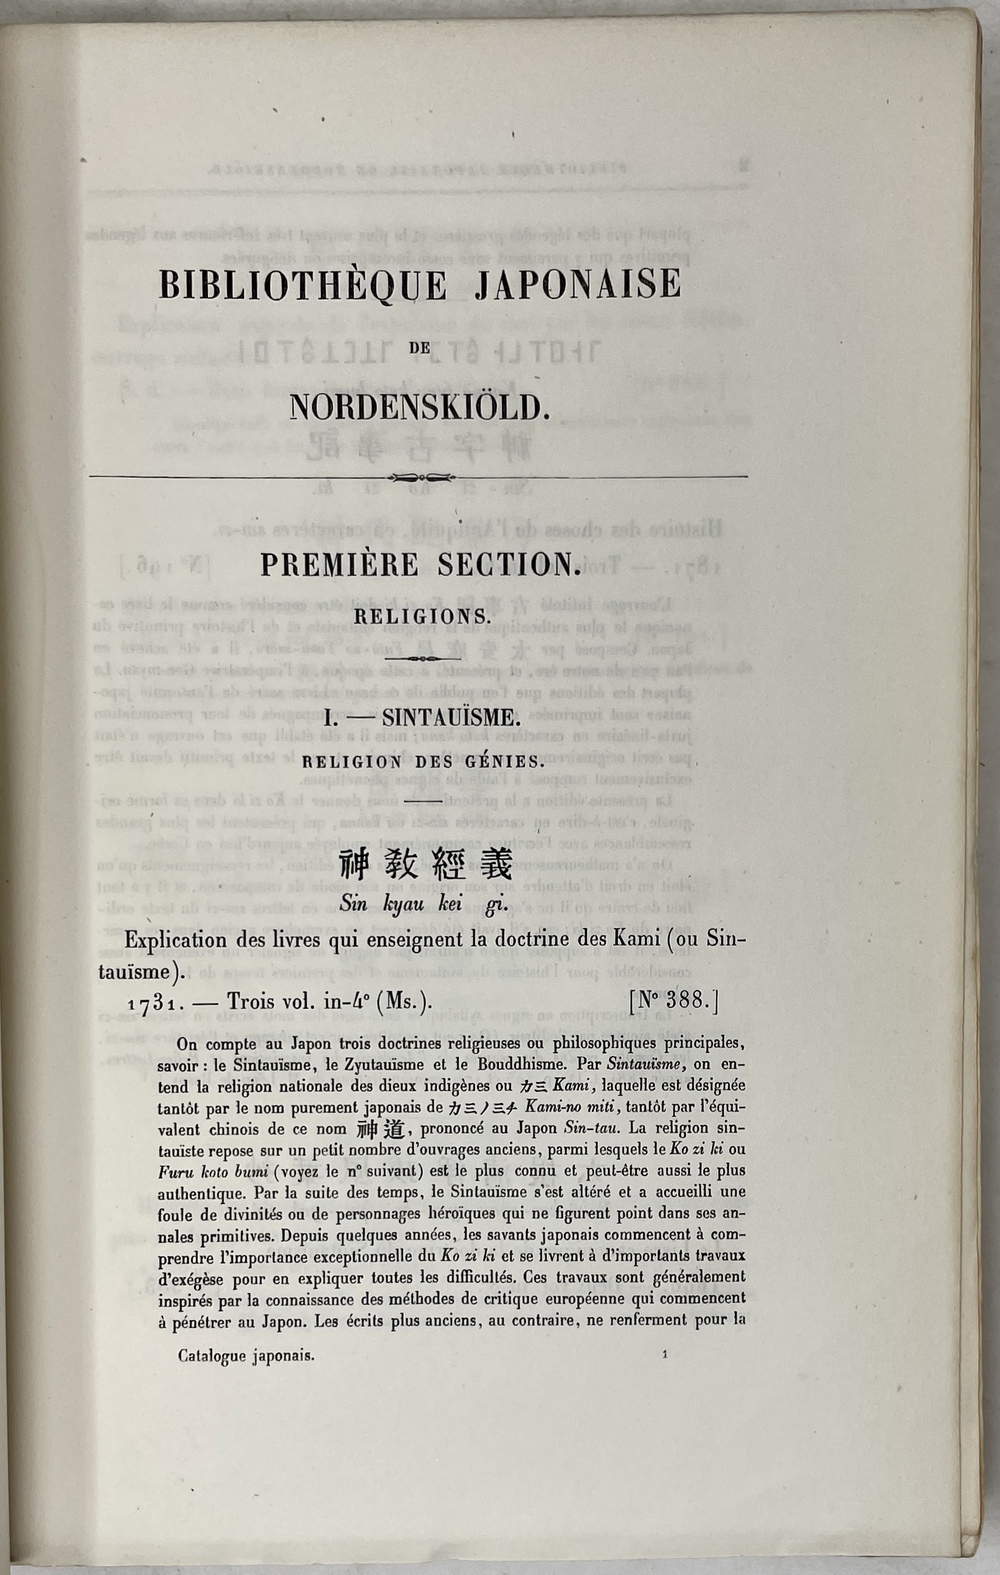 BIBLIOTHÈQUE JAPONAISE
DE
NORDENSKIÖLD.
PREMIÈRE SECTION.
RELIGIONS.
I. — SINTAUÏSME.
RELIGION DES GÉNIES.
神教經義
Sin kyau kei gi.
Explication des livres qui enseignent la doctrine des Kami (ou Sin-
tauïsme).
1731. — Trois vol. in-4° (Ms.). [N° 388.]
On compte au Japon trois doctrines religieuses ou philosophiques principales,
savoir : le Sintauïsme, le Zyutauïsme et le Bouddhisme. Par Sintauïsme, on en-
tend la religion nationale des dieux indigènes ou カミ Kami, laquelle est désignée
tantôt par le nom purement japonais de カミノミチ Kami-no miti, tantôt par l'équi-
valent chinois de ce nom 神道, prononcé au Japon Sin-tau. La religion sin-
tauïste repose sur un petit nombre d'ouvrages anciens, parmi lesquels le Ko zi ki ou
Furu koto bumi (voyez le n° suivant) est le plus connu et peut-être aussi le plus
authentique. Par la suite des temps, le Sintauïsme s'est altéré et a accueilli une
foule de divinités ou de personnages héroïques qui ne figurent point dans ses an-
nales primitives. Depuis quelques années, les savants japonais commencent à com-
prendre l'importance exceptionnelle du Ko zi ki et se livrent à d'importants travaux
d'exégèse pour en expliquer toutes les difficultés. Ces travaux sont généralement
inspirés par la connaissance des méthodes de critique européenne qui commencent
à pénétrer au Japon. Les écrits plus anciens, au contraire, ne renferment pour la
Catalogue japonais. 1